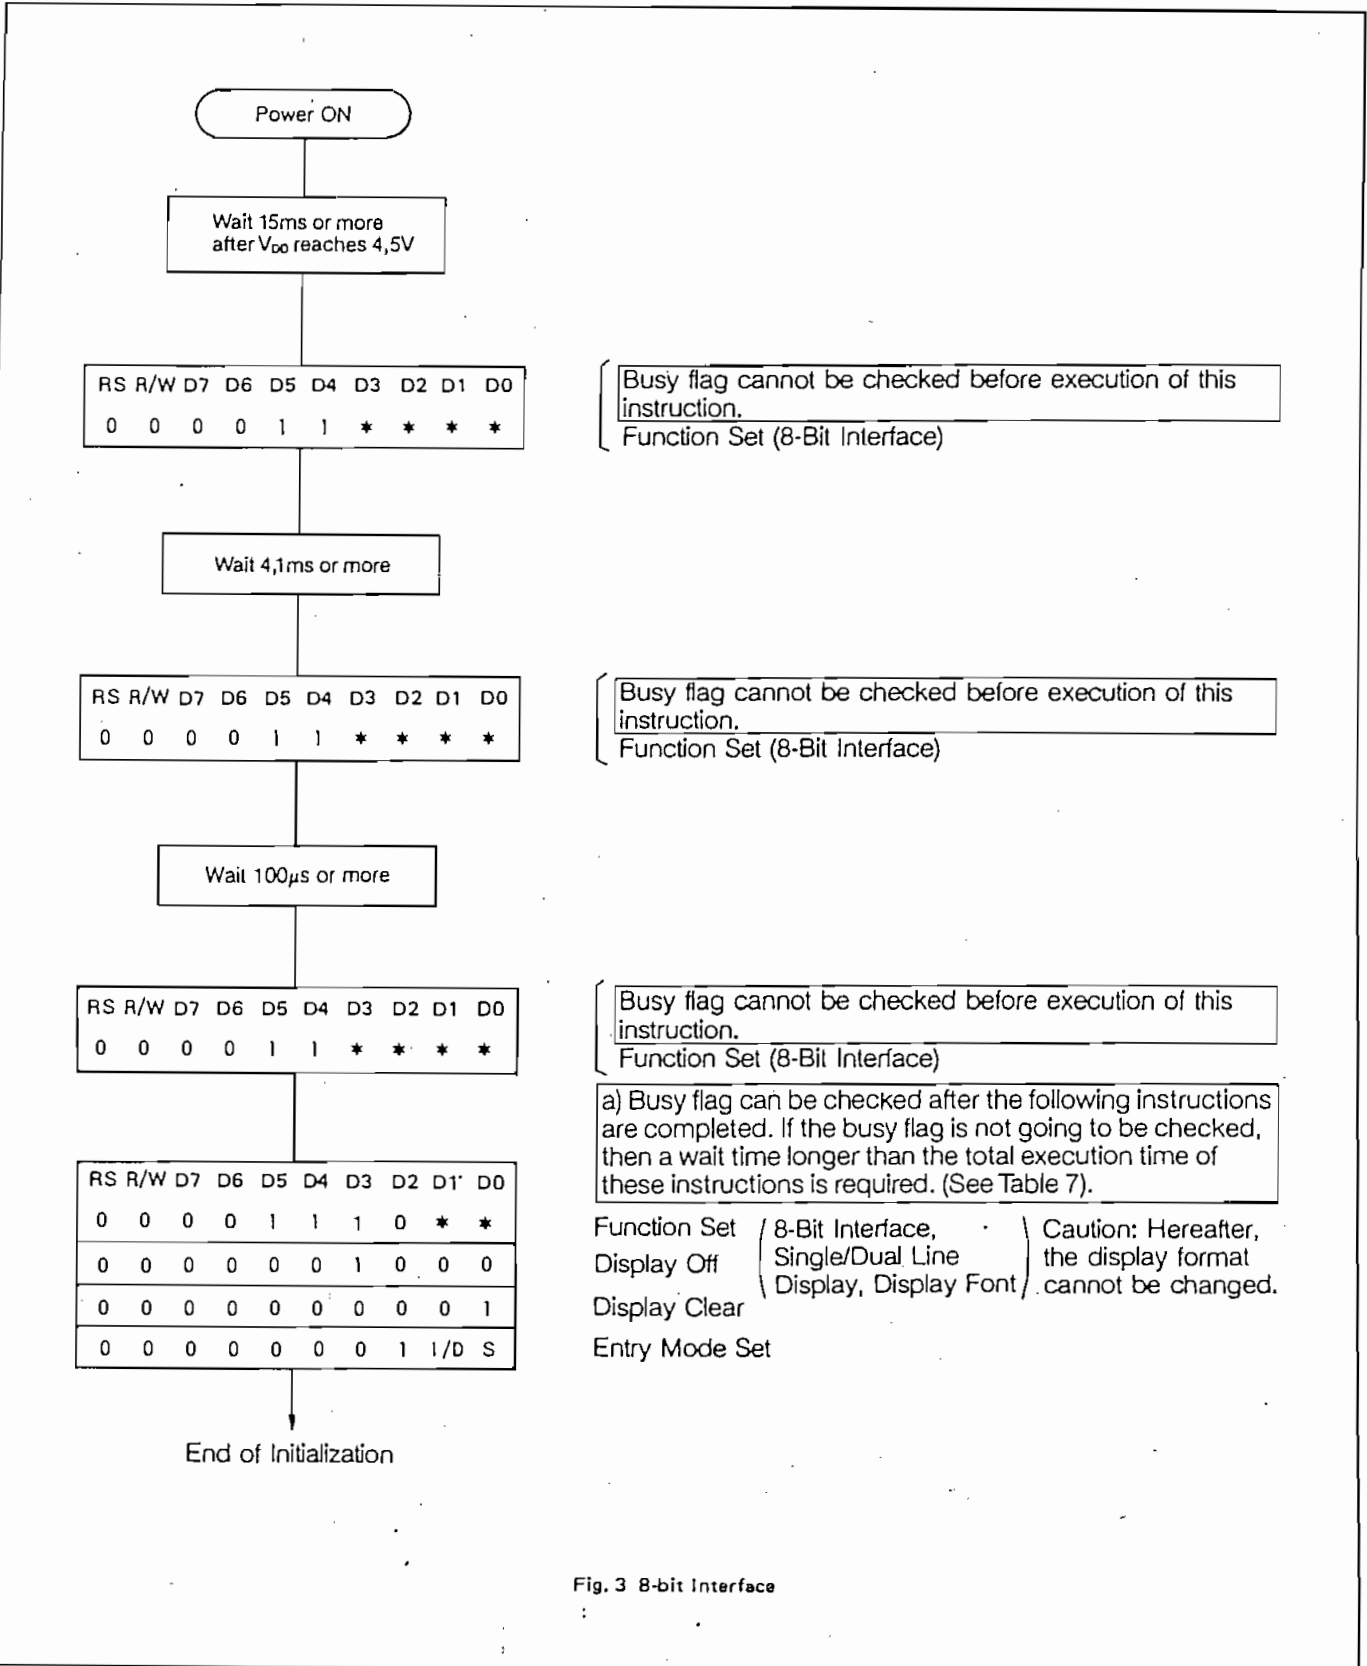 Power ON
Wait 15ms or more
after VDD reaches 4,5V
RS R/W D7 D6 D5 D4 D3 D2 D1 D0
0 0 0 0 1 1 * * * *
Busy flag cannot be checked before execution of this
instruction.
Function Set (8-Bit Interface)
Wait 4,1ms or more
RS R/W D7 D6 D5 D4 D3 D2 D1 D0
0 0 0 0 1 1 * * * *
Busy flag cannot be checked before execution of this
instruction.
Function Set (8-Bit Interface)
Wait 100µs or more
RS R/W D7 D6 D5 D4 D3 D2 D1 D0
0 0 0 0 1 1 * * * *
Busy flag cannot be checked before execution of this
instruction.
Function Set (8-Bit Interface)
a) Busy flag can be checked after the following instructions
are completed. If the busy flag is not going to be checked,
then a wait time longer than the total execution time of
these instructions is required. (See Table 7).
RS R/W D7 D6 D5 D4 D3 D2 D1 D0
0 0 0 0 1 1 1 0 * *
0 0 0 0 0 0 1 0 0 0
0 0 0 0 0 0 0 0 0 1
0 0 0 0 0 0 0 1 I/D S
Function Set
Display Off
Display Clear
Entry Mode Set
8-Bit Interface,
Single/Dual Line
Display, Display Font
Caution: Hereafter,
the display format
cannot be changed.
End of Initialization
Fig. 3 8-bit Interface